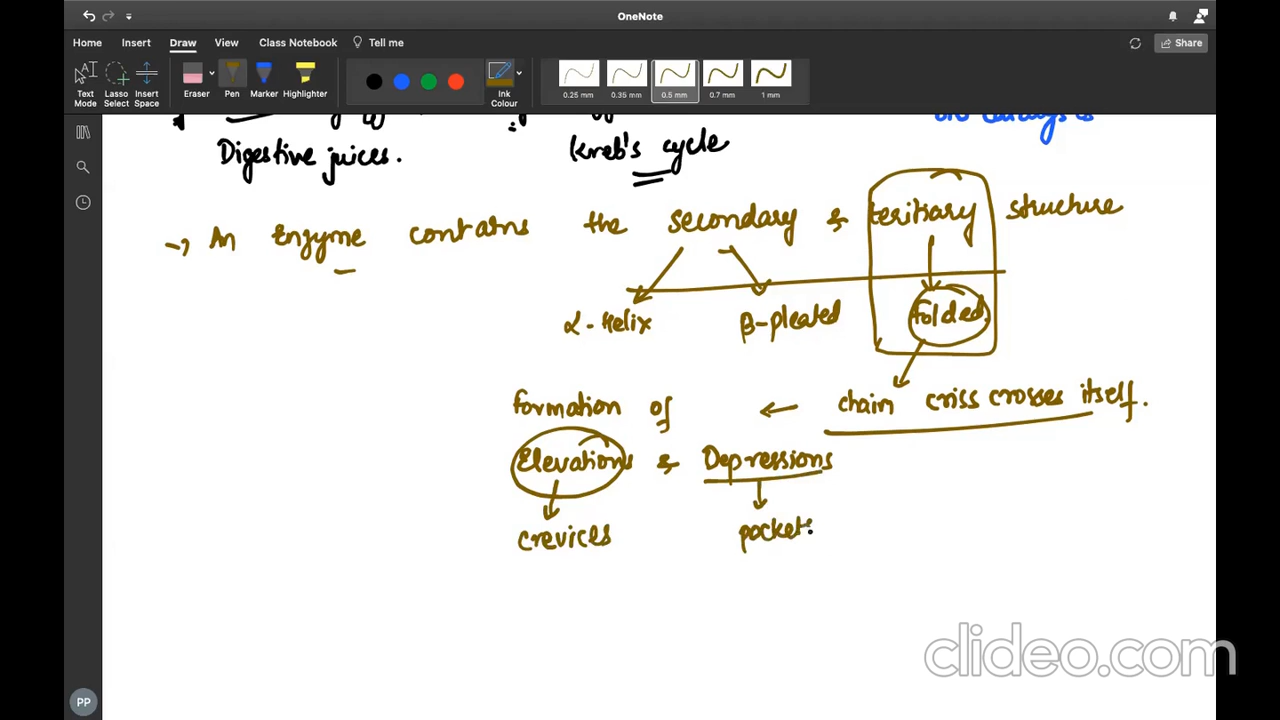 OneNote
Home Insert Draw View Class Notebook Tell me
Share
Text Mode
Lasso Select
Insert Space
Eraser
Pen
Marker
Highlighter
Ink Colour
0.25 mm
0.35 mm
0.5 mm
0.7 mm
1 mm
Digestive juices.
Kreb's cycle
→ An Enzyme contains the secondary & teritiary structure
α-Helix
β-pleated
folded.
formation of ← chain criss crosses itself.
Elevations & Depressions
crevices
pocket
PP
clideo.com